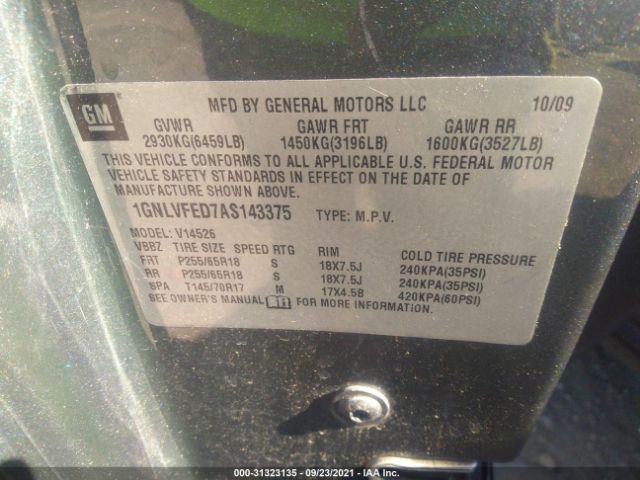 GM
MFD BY GENERAL MOTORS LLC 10/09
GVWR GAWR FRT GAWR RR
2930KG(6459LB) 1450KG(3196LB) 1600KG(3527LB)
THIS VEHICLE CONFORMS TO ALL APPLICABLE U.S. FEDERAL MOTOR
VEHICLE SAFETY STANDARDS IN EFFECT ON THE DATE OF
MANUFACTURE SHOWN ABOVE.
1GNLVFED7AS143375 TYPE: M.P.V.
MODEL: V14526
VBBZ TIRE SIZE SPEED RTG RIM COLD TIRE PRESSURE
FRT P255/65R18 S 18X7.5J 240KPA(35PSI)
RR P255/65R18 S 18X7.5J 240KPA(35PSI)
SPA T145/70R17 M 17X4.5B 420KPA(60PSI)
SEE OWNER'S MANUAL FOR MORE INFORMATION.
000-31323135 - 09/23/2021 - IAA Inc.